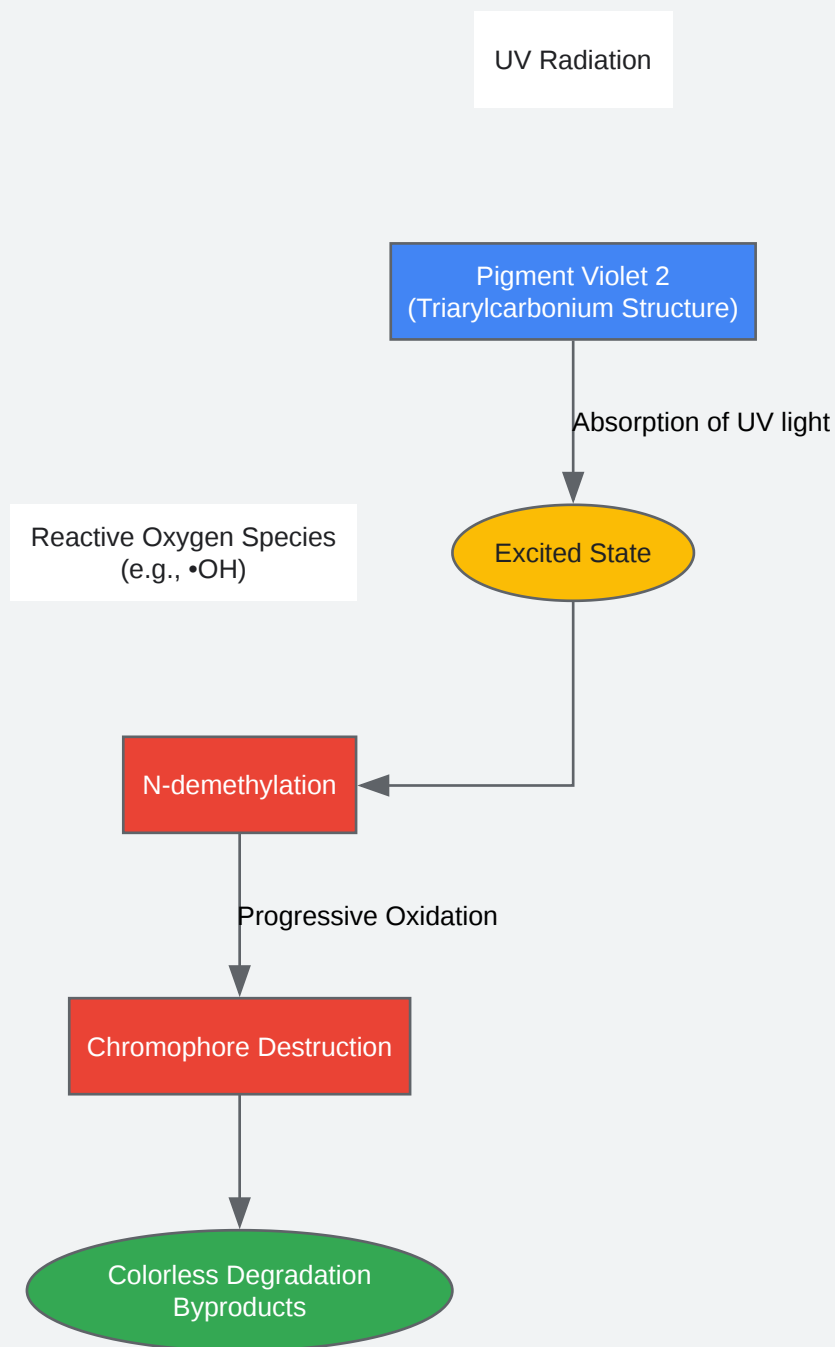 UV Radiation
Pigment Violet 2
(Triarylcarbonium Structure)
Absorption of UV light
Reactive Oxygen Species
(e.g., •OH)
Excited State
N-demethylation
Progressive Oxidation
Chromophore Destruction
Colorless Degradation
Byproducts